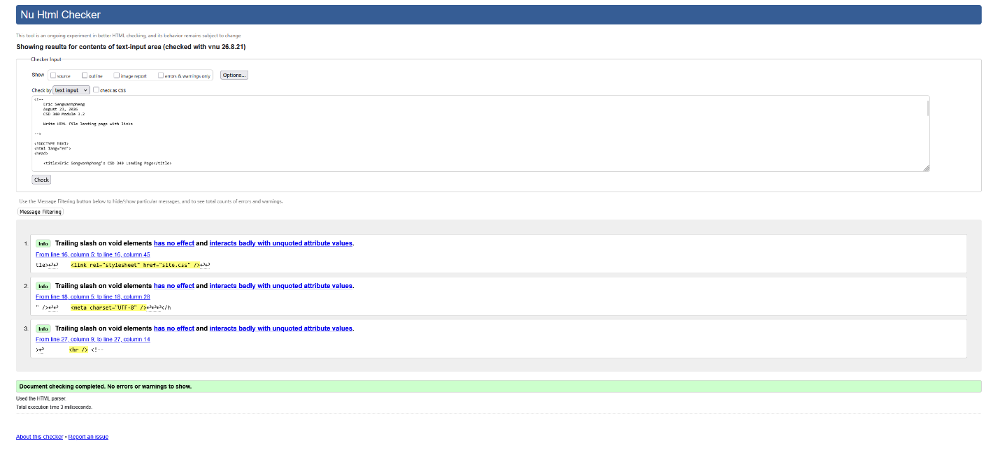 Nu Html Checker
This tool is an ongoing experiment in better HTML checking, and its behavior remains subject to change
Showing results for contents of text-input area (checked with vnu 26.8.21)
Checker Input
Show source outline image report errors & warnings only Options...
Check by text input check as CSS
<!--
Eric Sengvanhpheng
August 23, 2026
CSD 340 Module 3.2
Write HTML file landing page with links
-->
<!DOCTYPE html>
<html lang="en">
<head>
<title>Eric Sengvanhpheng's CSD 340 Landing Page</title>
Check
Use the Message Filtering button below to hide/show particular messages, and to see total counts of errors and warnings.
Message Filtering
1. Info Trailing slash on void elements has no effect and interacts badly with unquoted attribute values.
From line 16, column 5; to line 16, column 45
tle>↩↩ <link rel="stylesheet" href="site.css" />↩↩
2. Info Trailing slash on void elements has no effect and interacts badly with unquoted attribute values.
From line 18, column 5; to line 18, column 28
" />↩↩ <meta charset="UTF-8" />↩↩↩</h
3. Info Trailing slash on void elements has no effect and interacts badly with unquoted attribute values.
From line 27, column 9; to line 27, column 14
>↩ <hr /> <!--
Document checking completed. No errors or warnings to show.
Used the HTML parser.
Total execution time 3 milliseconds.
About this checker • Report an issue